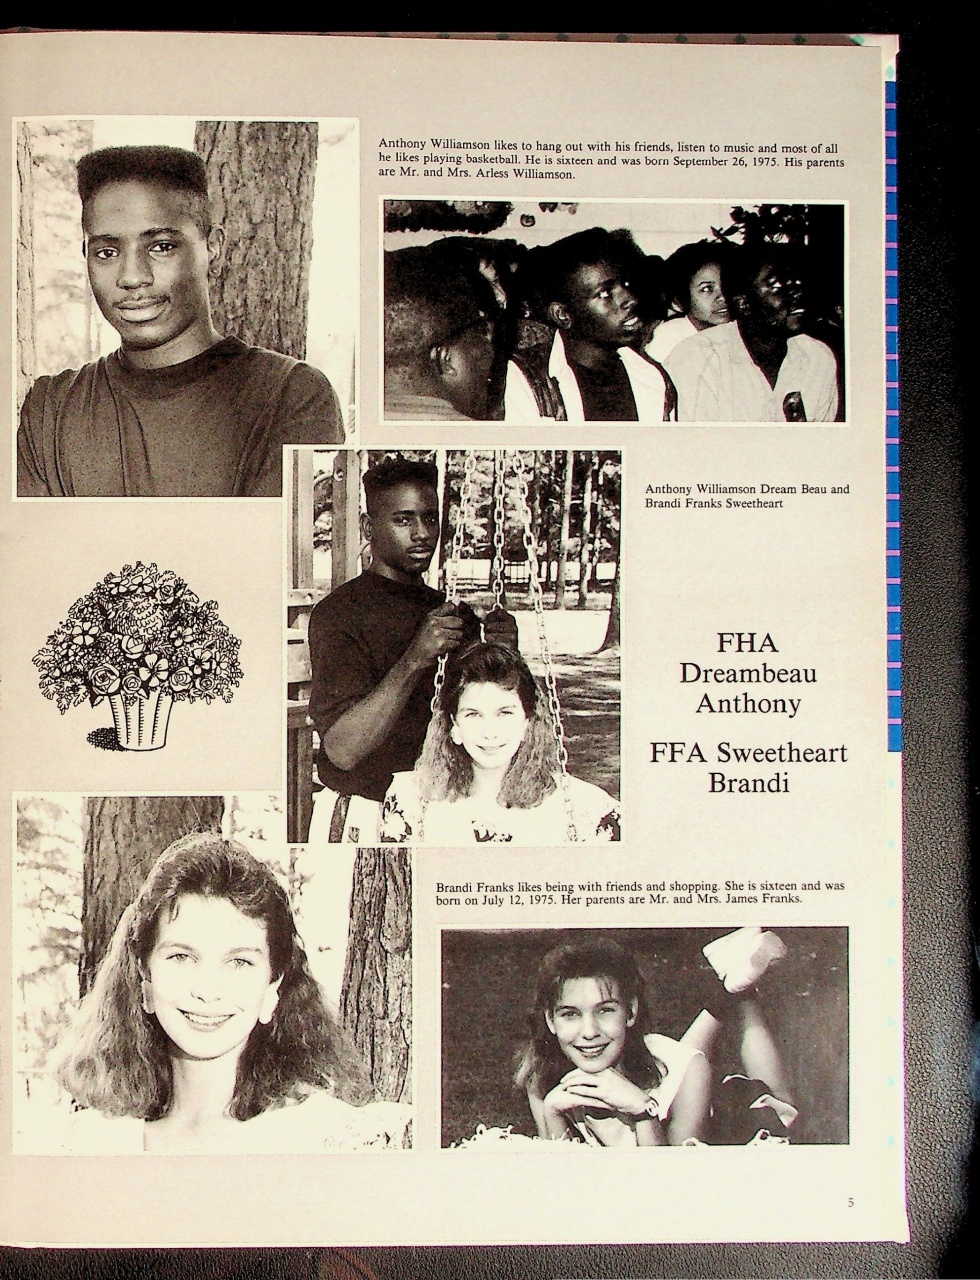 Anthony Williamson likes to hang out with his friends, listen to music and most of all
he likes playing basketball. He is sixteen and was born September 26, 1975. His parents
are Mr. and Mrs. Arless Williamson.
Anthony Williamson Dream Beau and
Brandi Franks Sweetheart
FHA
Dreambeau
Anthony
FFA Sweetheart
Brandi
Brandi Franks likes being with friends and shopping. She is sixteen and was
born on July 12, 1975. Her parents are Mr. and Mrs. James Franks.
5